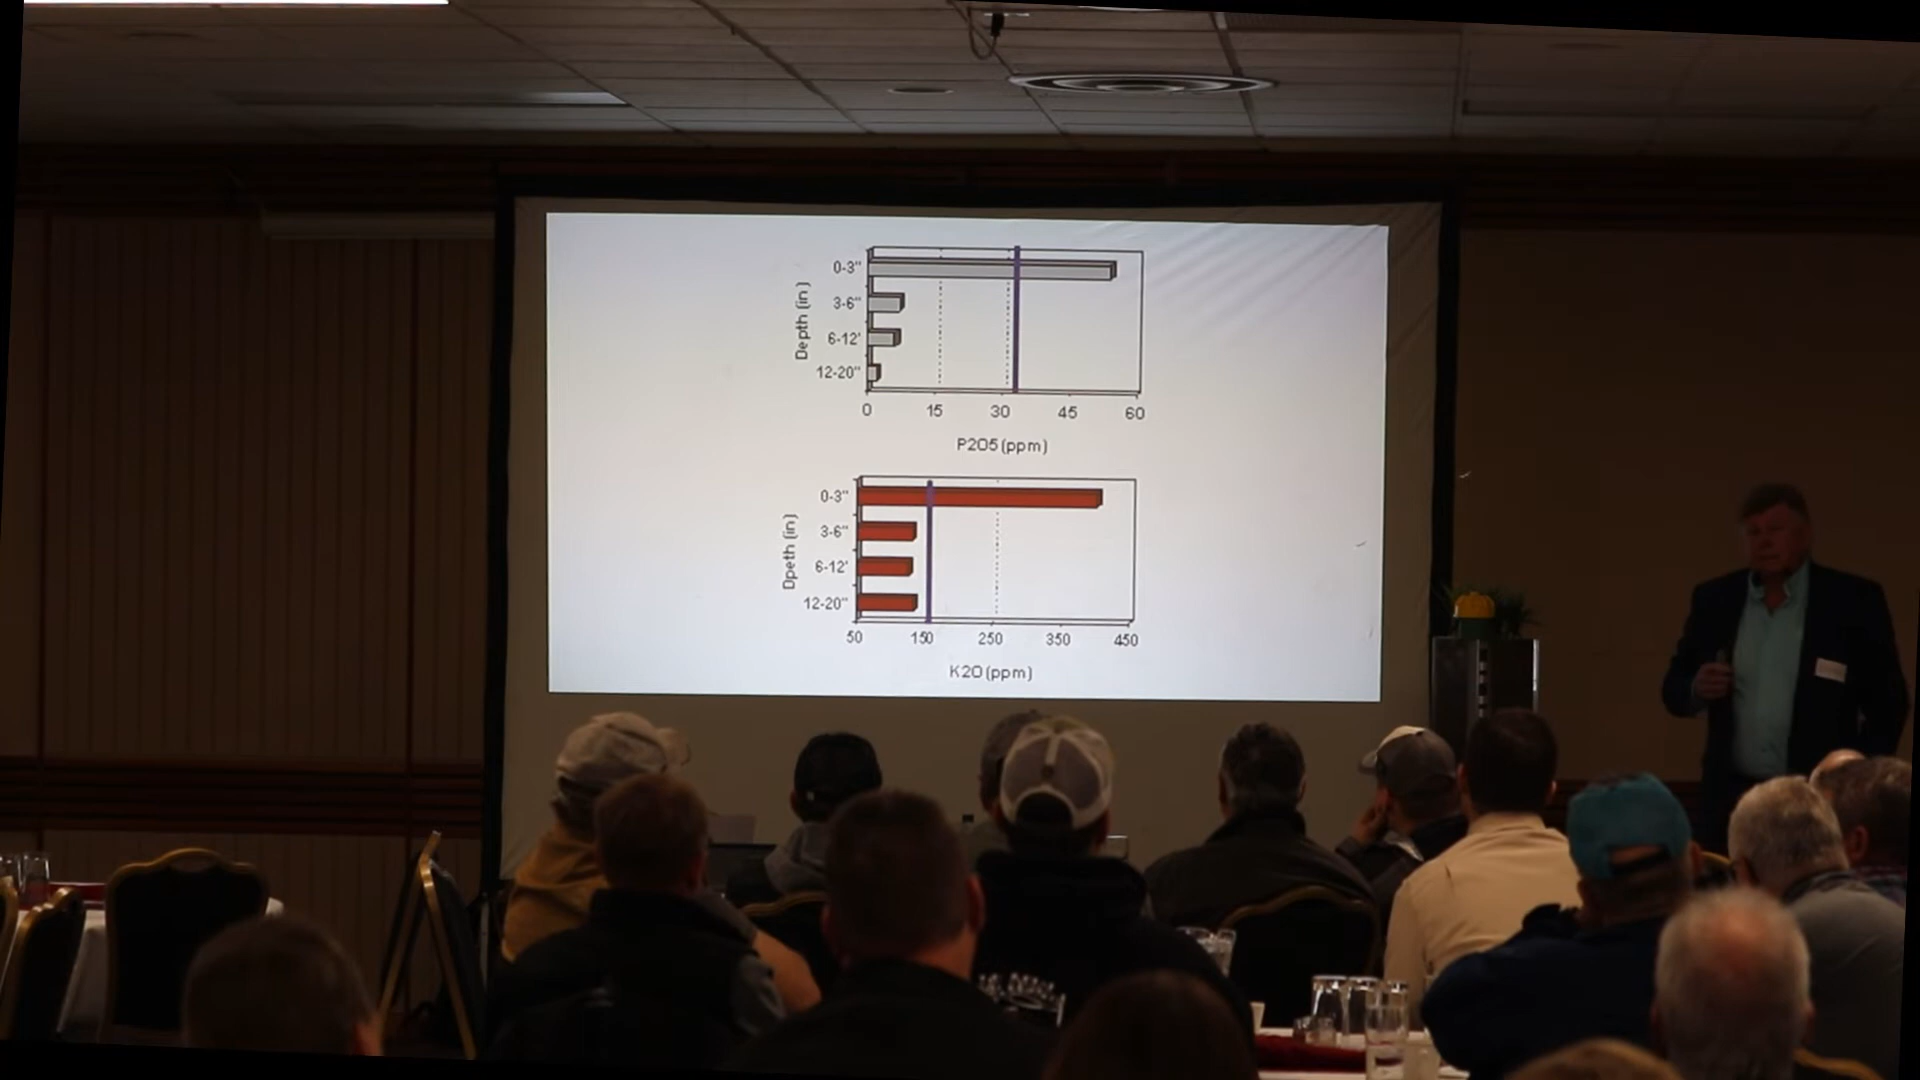 Depth (in)
0-3"
3-6"
6-12'
12-20"
0 15 30 45 60
P2O5 (ppm)
Dpeth (in)
0-3"
3-6"
6-12'
12-20"
50 150 250 350 450
K2O (ppm)